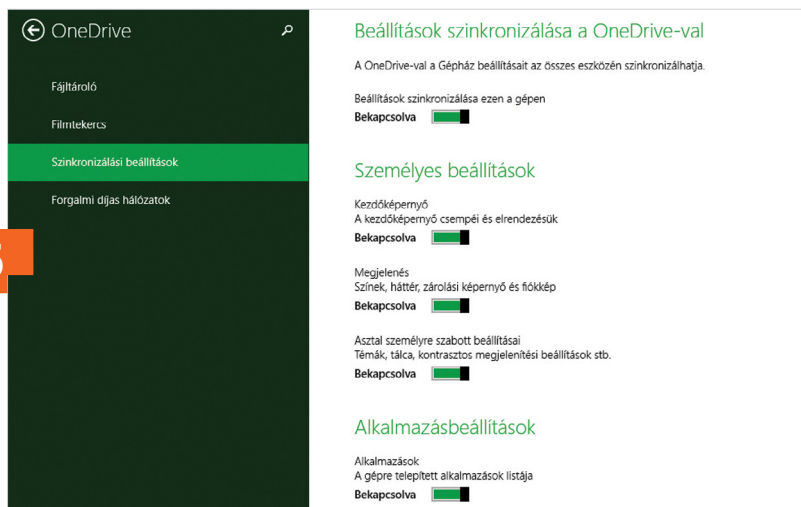 OneDrive
Fájltároló
Filmtekercs
Szinkronizálási beállítások
Forgalmi díjas hálózatok
Beállítások szinkronizálása a OneDrive-val
A OneDrive-val a Gépház beállításait az összes eszközén szinkronizálhatja.
Beállítások szinkronizálása ezen a gépen
Bekapcsolva
Személyes beállítások
Kezdőképernyő
A kezdőképernyő csempéi és elrendezésük
Bekapcsolva
Megjelenés
Színek, háttér, zárolási képernyő és fiókkép
Bekapcsolva
Asztal személyre szabott beállításai
Témák, tálca, kontrasztos megjelenítési beállítások stb.
Bekapcsolva
Alkalmazásbeállítások
Alkalmazások
A gépre telepített alkalmazások listája
Bekapcsolva